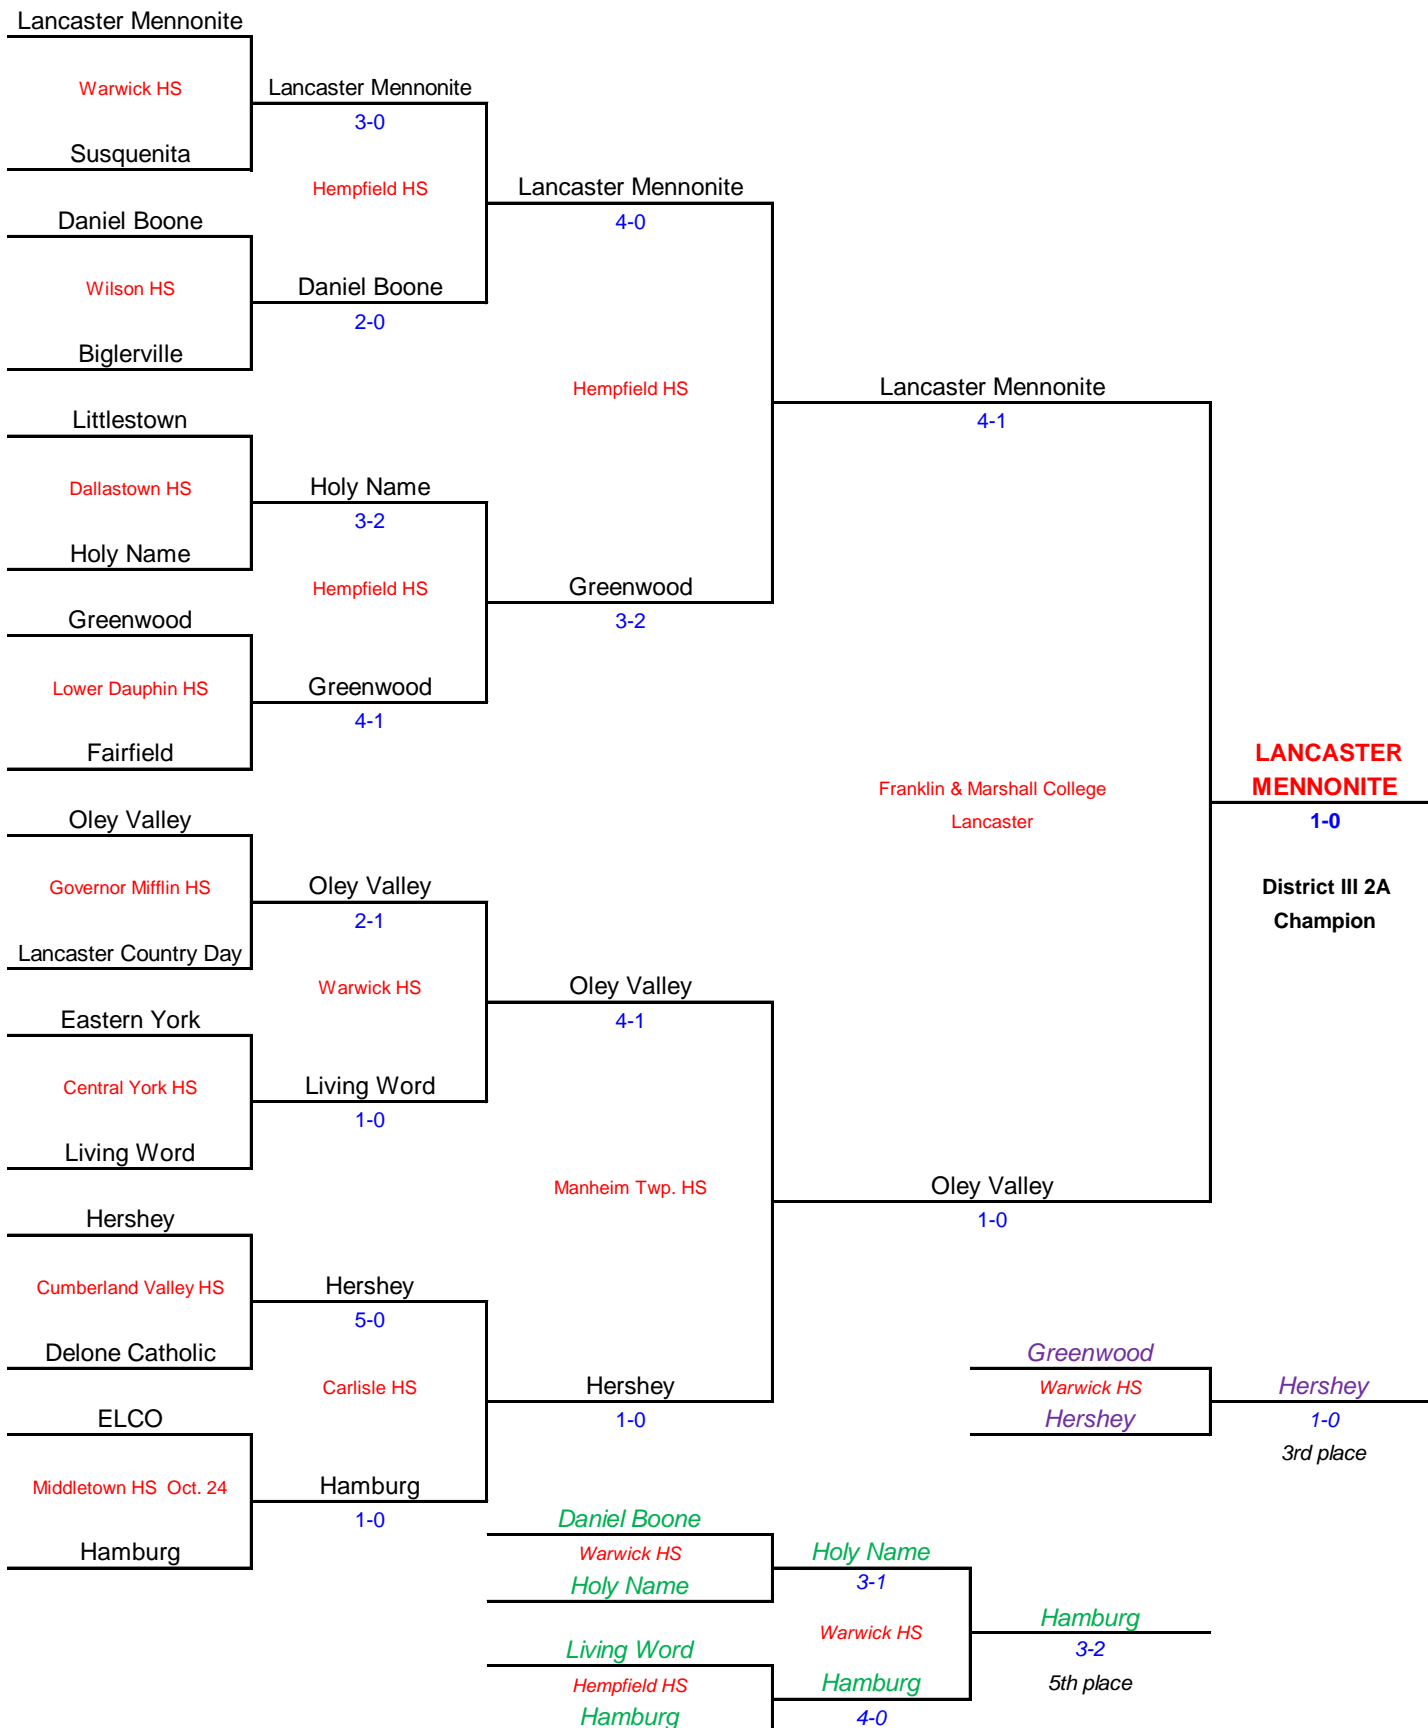 Lancaster Mennonite
Warwick HS
Susquenita
Daniel Boone
Wilson HS
Biglerville
Littlestown
Dallastown HS
Holy Name
Greenwood
Lower Dauphin HS
Fairfield
Oley Valley
Governor Mifflin HS
Lancaster Country Day
Eastern York
Central York HS
Living Word
Hershey
Cumberland Valley HS
Delone Catholic
ELCO
Middletown HS  Oct. 24
Hamburg
Lancaster Mennonite
3-0
Hempfield HS
Daniel Boone
2-0
Holy Name
3-2
Hempfield HS
Greenwood
4-1
Oley Valley
2-1
Warwick HS
Living Word
1-0
Hershey
5-0
Carlisle HS
Hamburg
1-0
Lancaster Mennonite
4-0
Hempfield HS
Greenwood
3-2
Oley Valley
4-1
Manheim Twp. HS
Hershey
1-0
Lancaster Mennonite
4-1
Franklin & Marshall College
Lancaster
Oley Valley
1-0
LANCASTER
MENNONITE
1-0
District III 2A
Champion
Greenwood
Warwick HS
Hershey
Hershey
1-0
3rd place
Daniel Boone
Warwick HS
Holy Name
Living Word
Hempfield HS
Hamburg
Holy Name
3-1
Warwick HS
Hamburg
4-0
Hamburg
3-2
5th place